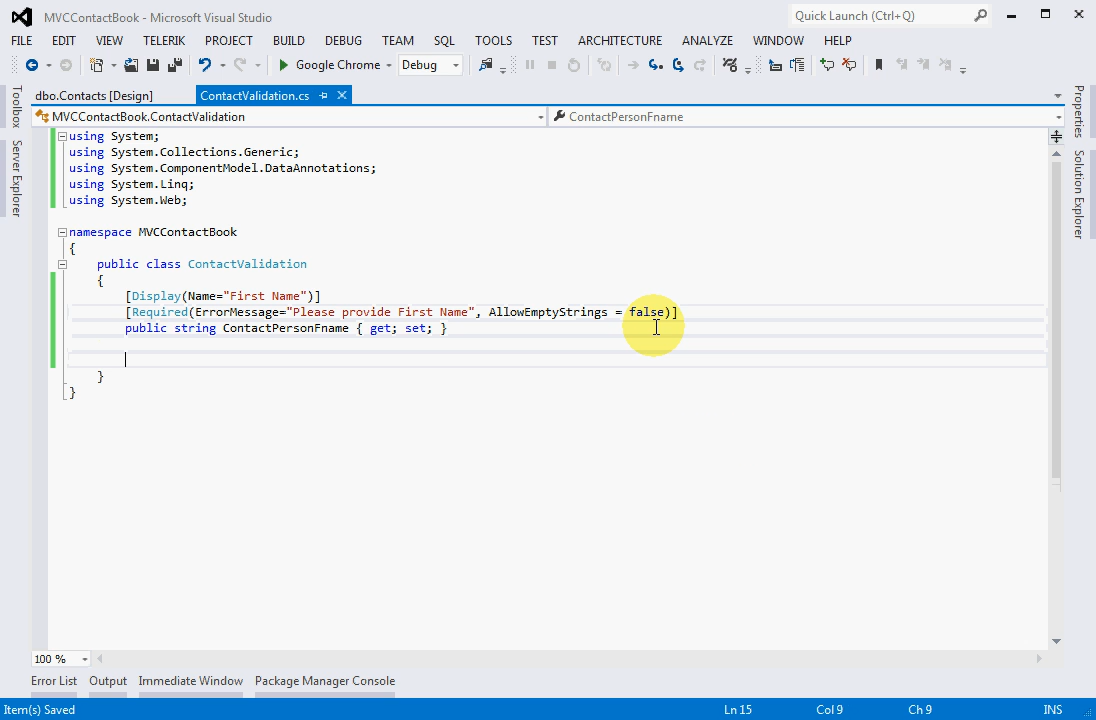 MVCContactBook - Microsoft Visual Studio
Quick Launch (Ctrl+Q)
FILE EDIT VIEW TELERIK PROJECT BUILD DEBUG TEAM SQL TOOLS TEST ARCHITECTURE ANALYZE WINDOW HELP
Google Chrome Debug
dbo.Contacts [Design] ContactValidation.cs
MVCContactBook.ContactValidation ContactPersonFname
Toolbox
Server Explorer
Properties
Solution Explorer
using System;
using System.Collections.Generic;
using System.ComponentModel.DataAnnotations;
using System.Linq;
using System.Web;
namespace MVCContactBook
{
public class ContactValidation
{
[Display(Name="First Name")]
[Required(ErrorMessage="Please provide First Name", AllowEmptyStrings = false)]
public string ContactPersonFname { get; set; }
}
}
100 %
Error List Output Immediate Window Package Manager Console
Item(s) Saved Ln 15 Col 9 Ch 9 INS